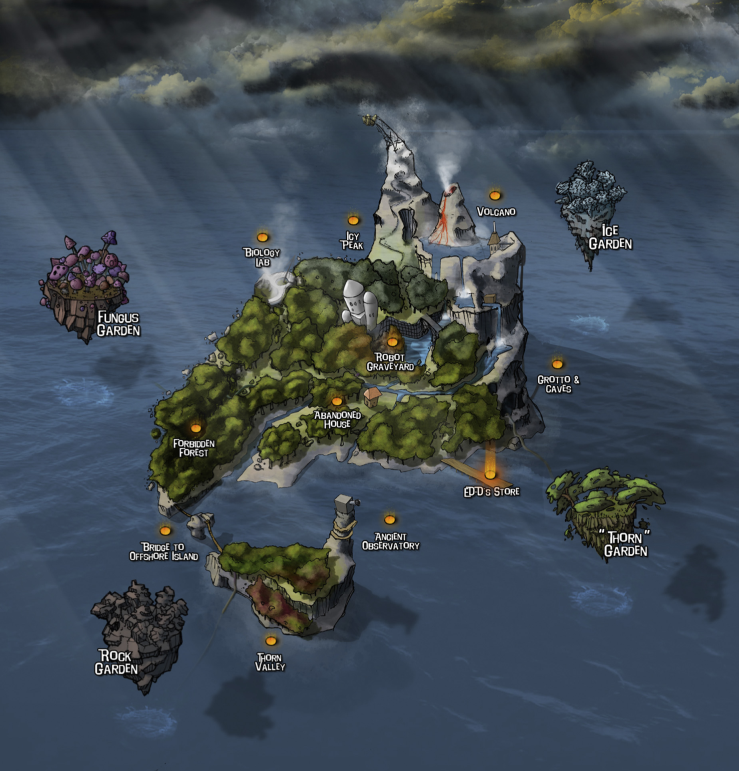 Volcano
Icy
Peak
Ice
Garden
Biology
Lab
Fungus
Garden
Robot
Graveyard
Grotto &
Caves
Abandoned
House
Forbidden
Forest
ED-D's Store
"Thorn"
Garden
Ancient
Observatory
Bridge to
Offshore Island
Rock
Garden
Thorn
Valley